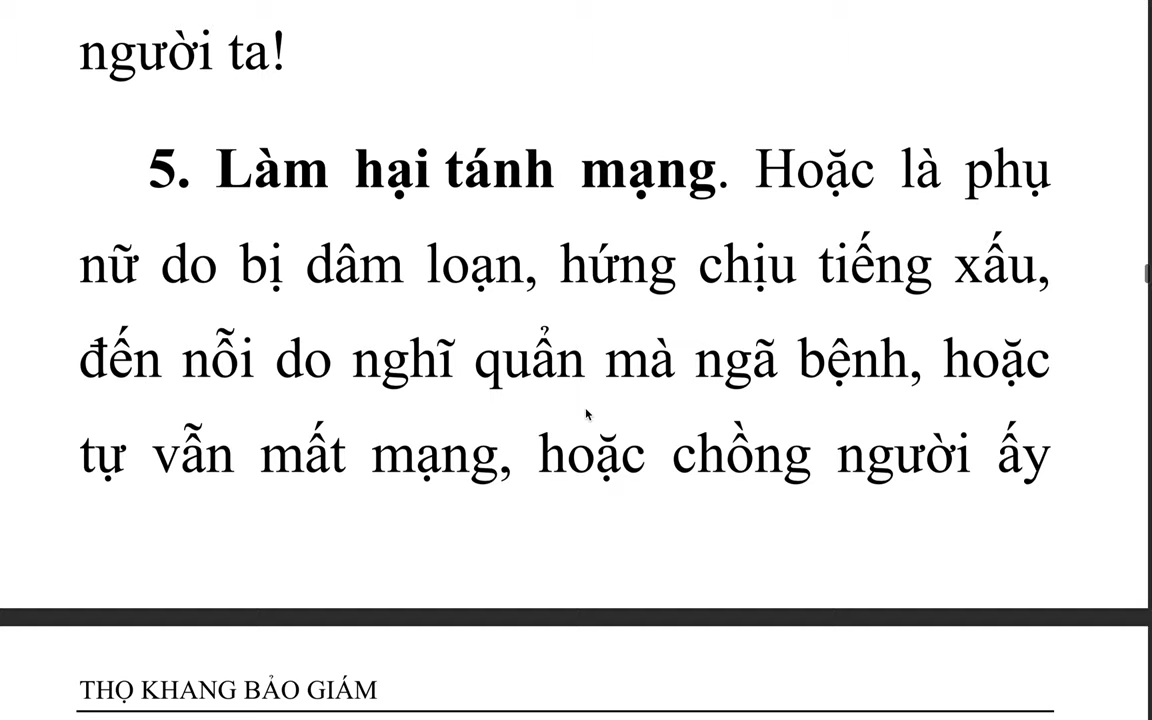 người ta!
5. Làm hại tánh mạng. Hoặc là phụ
nữ do bị dâm loạn, hứng chịu tiếng xấu,
đến nỗi do nghĩ quẩn mà ngã bệnh, hoặc
tự vẫn mất mạng, hoặc chồng người ấy
THỌ KHANG BẢO GIÁM